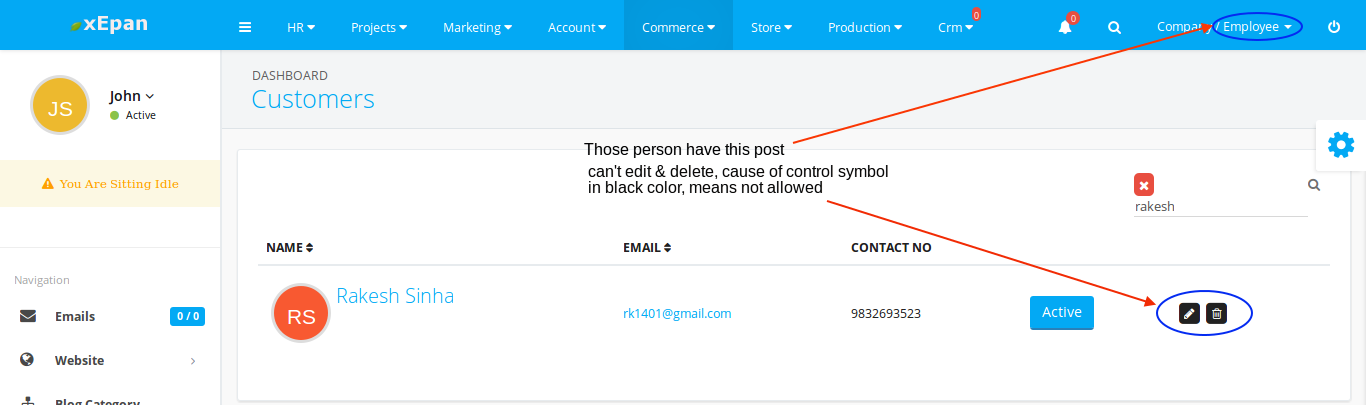 xEpan
HR
Projects
Marketing
Account
Commerce
Store
Production
Crm
0
0
Company / Employee
JS
John
Active
DASHBOARD
Customers
You Are Sitting Idle
Those person have this post
can't edit & delete, cause of control symbol
in black color, means not allowed
rakesh
NAME
EMAIL
CONTACT NO
RS
Rakesh Sinha
rk1401@gmail.com
9832693523
Active
Navigation
Emails
0 / 0
Website
Blog Category